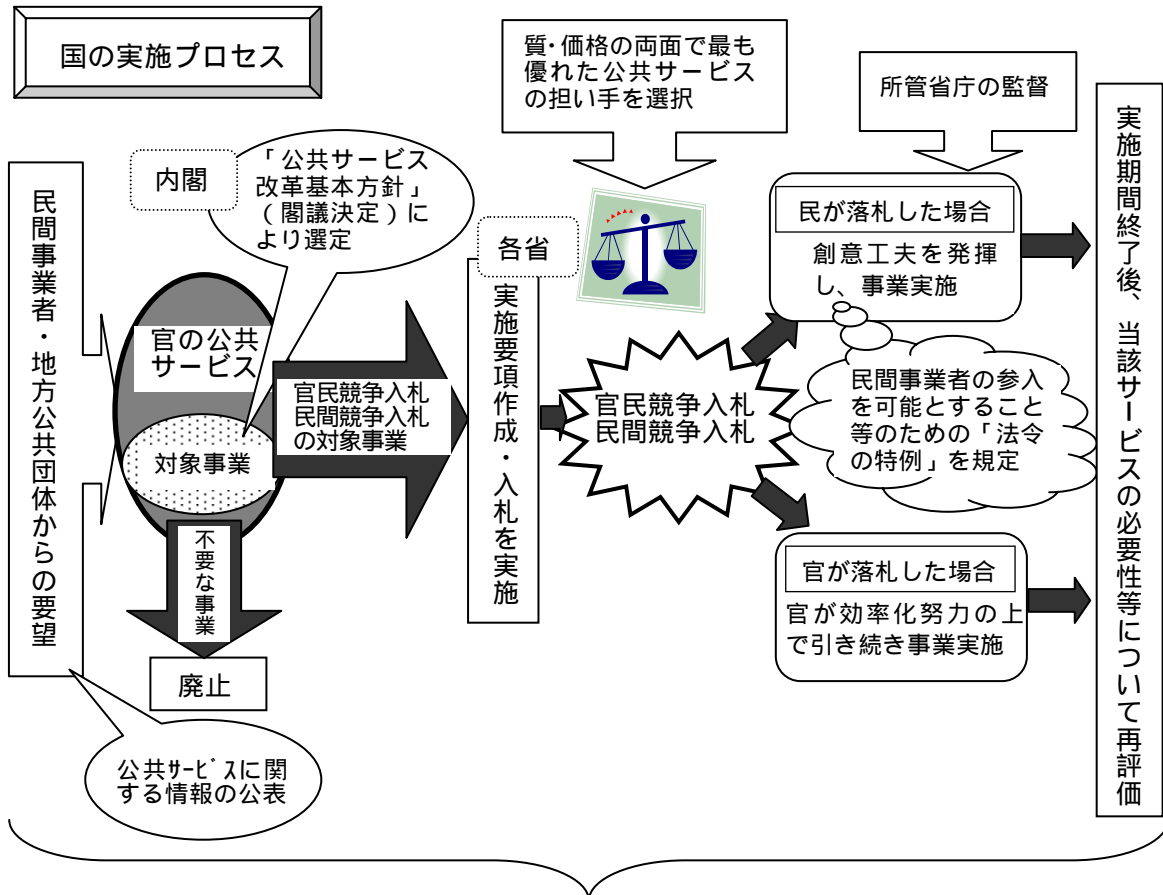 国の実施プロセス
質・価格の両面で最も
優れた公共サービス
の担い手を選択
所管省庁の監督
民間事業者・地方公共団体からの要望
内閣
「公共サービス
改革基本方針」
(閣議決定)に
より選定
官の公共
サービス
対象事業
不要な事業
廃止
公共サービスに関
する情報の公表
官民競争入札
民間競争入札
の対象事業
各省
実施要項作成・入札を実施
官民競争入札
民間競争入札
民が落札した場合
創意工夫を発揮
し、事業実施
民間事業者の参入
を可能とすること
等のための「法令
の特例」を規定
官が落札した場合
官が効率化努力の上
で引き続き事業実施
実施期間終了後、当該サービスの必要性等について再評価